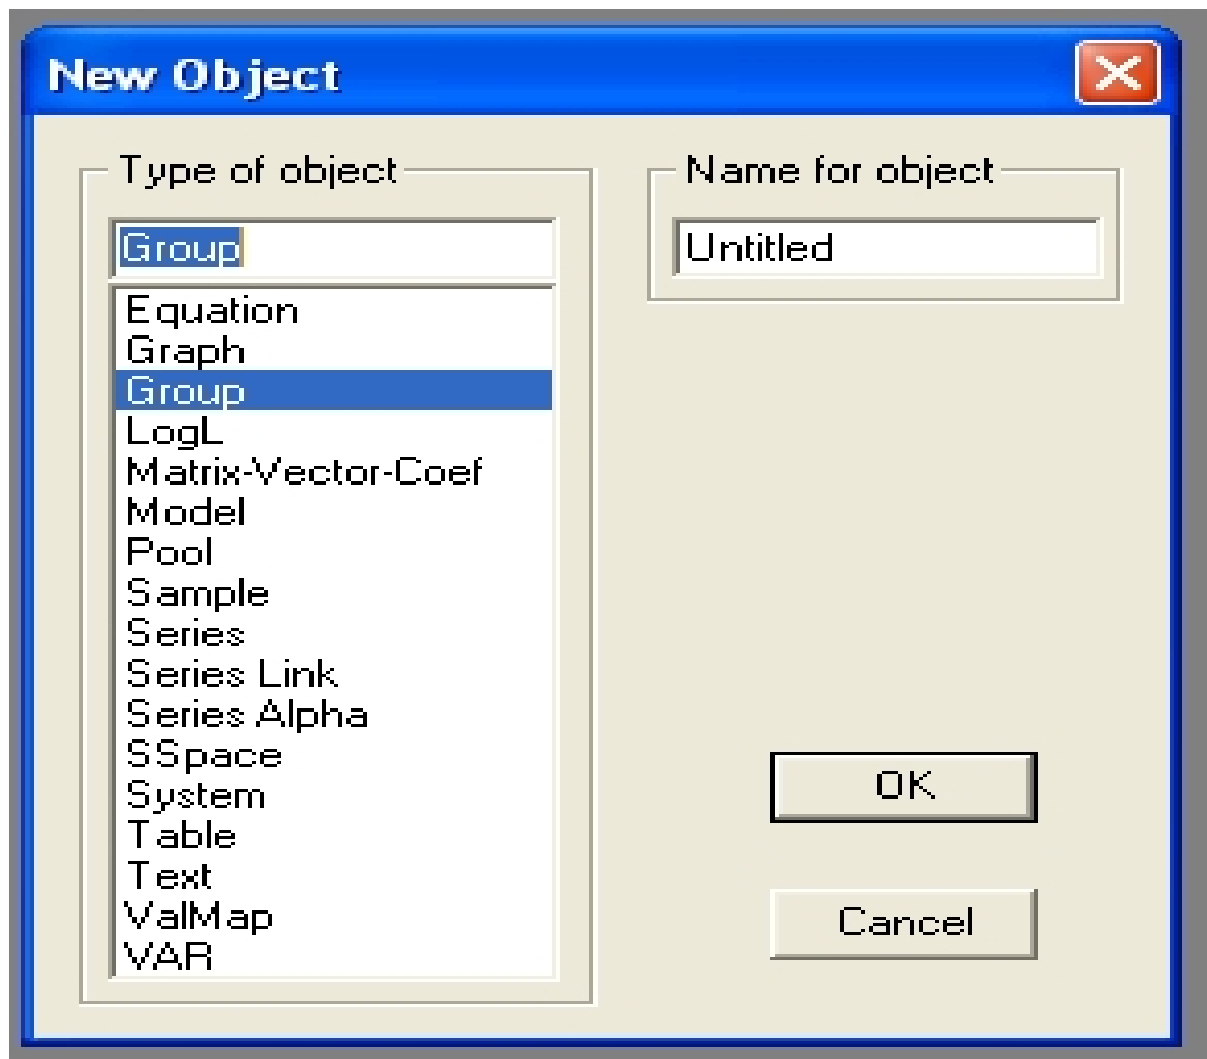 New Object
Type of object
Group
Equation
Graph
Group
LogL
Matrix-Vector-Coef
Model
Pool
Sample
Series
Series Link
Series Alpha
SSpace
System
Table
Text
ValMap
VAR
Name for object
Untitled
OK
Cancel